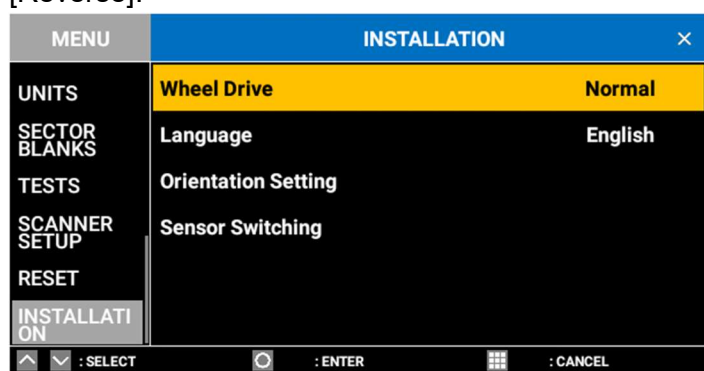 [Reverse].
MENU
INSTALLATION ×
UNITS
SECTOR
BLANKS
TESTS
SCANNER
SETUP
RESET
INSTALLATI
ON
Wheel Drive Normal
Language English
Orientation Setting
Sensor Switching
: SELECT : ENTER : CANCEL